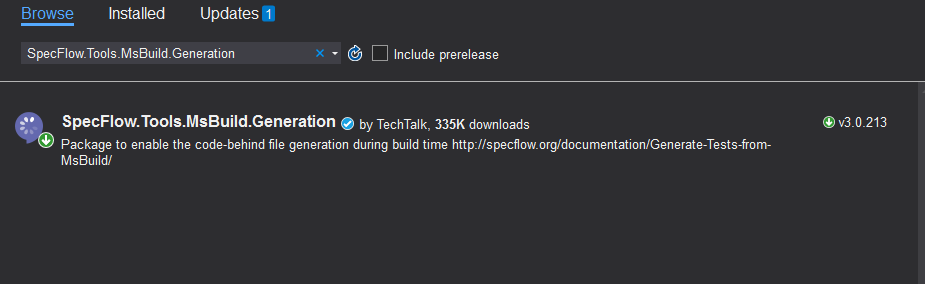 Browse Installed Updates 1
SpecFlow.Tools.MsBuild.Generation Include prerelease
SpecFlow.Tools.MsBuild.Generation by TechTalk, 335K downloads v3.0.213
Package to enable the code-behind file generation during build time http://specflow.org/documentation/Generate-Tests-from-
MsBuild/